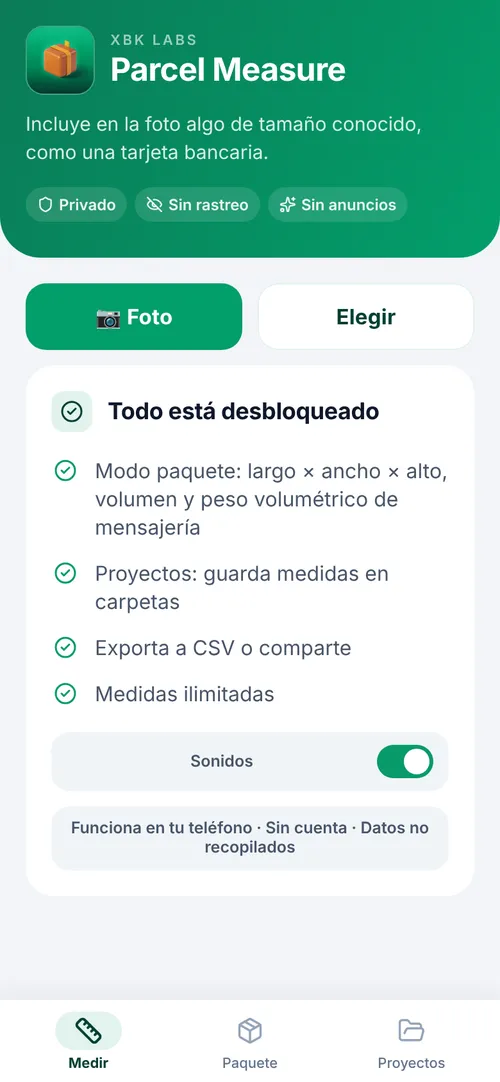 XBK LABS
Parcel Measure
Incluye en la foto algo de tamaño conocido,
como una tarjeta bancaria.
Privado
Sin rastreo
Sin anuncios
Foto
Elegir
Todo está desbloqueado
Modo paquete: largo × ancho × alto,
volumen y peso volumétrico de
mensajería
Proyectos: guarda medidas en
carpetas
Exporta a CSV o comparte
Medidas ilimitadas
Sonidos
Funciona en tu teléfono · Sin cuenta · Datos no
recopilados
Medir
Paquete
Proyectos